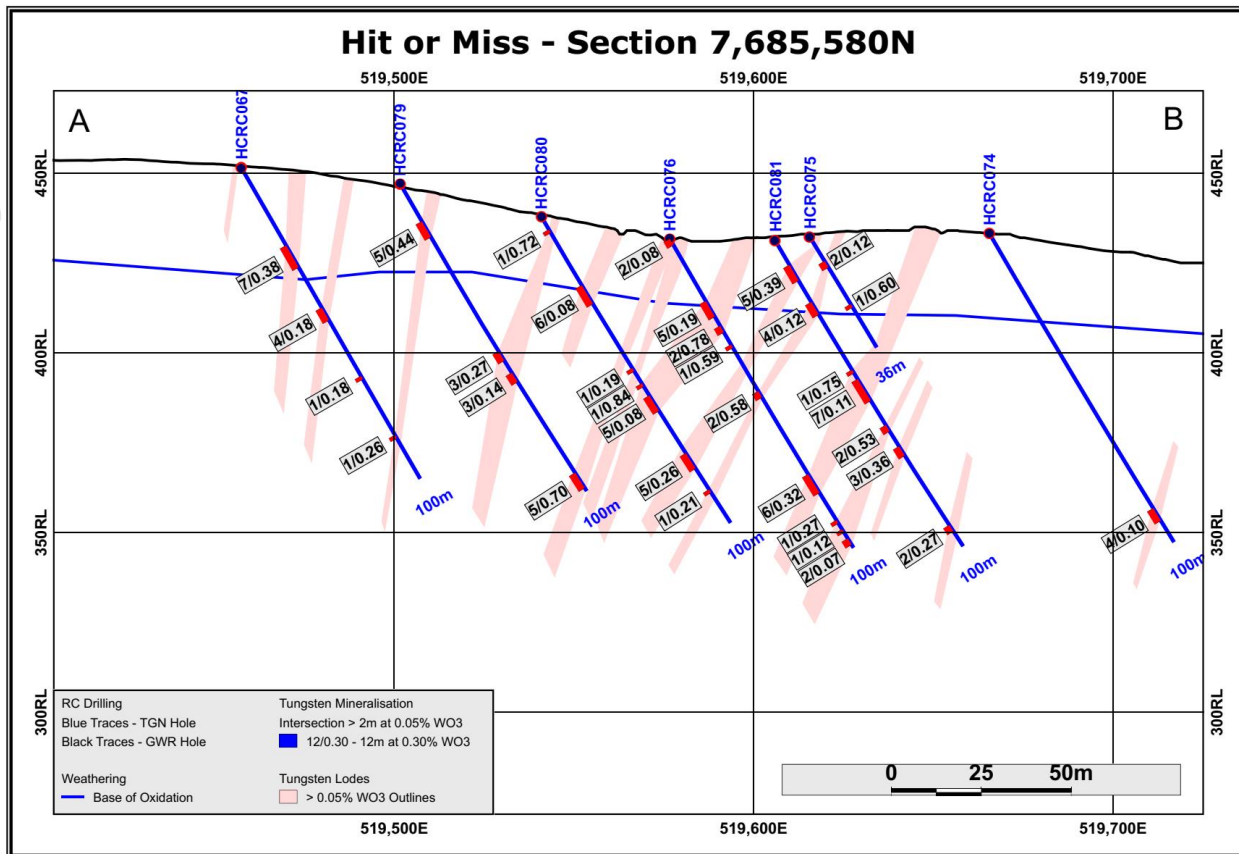 Hit or Miss - Section 7,685,580N
519,500E
519,600E
519,700E
A
B
HCRC067
HCRC079
HCRC080
HCRC076
HCRC081
HCRC075
HCRC074
450RL
450RL
400RL
400RL
350RL
350RL
300RL
300RL
7/0.38
4/0.18
1/0.18
1/0.26
100m
5/0.44
3/0.27
3/0.14
5/0.70
100m
1/0.72
6/0.08
1/0.19
1/0.84
5/0.08
5/0.26
1/0.21
100m
2/0.08
5/0.19
2/0.78
1/0.59
2/0.58
6/0.32
1/0.27
1/0.12
2/0.07
100m
5/0.39
4/0.12
1/0.75
7/0.11
2/0.53
3/0.36
2/0.27
100m
2/0.12
1/0.60
36m
4/0.10
100m
RC Drilling
Blue Traces - TGN Hole
Black Traces - GWR Hole
Weathering
Base of Oxidation
Tungsten Mineralisation
Intersection > 2m at 0.05% WO3
12/0.30 - 12m at 0.30% WO3
Tungsten Lodes
> 0.05% WO3 Outlines
0 25 50m
519,500E
519,600E
519,700E